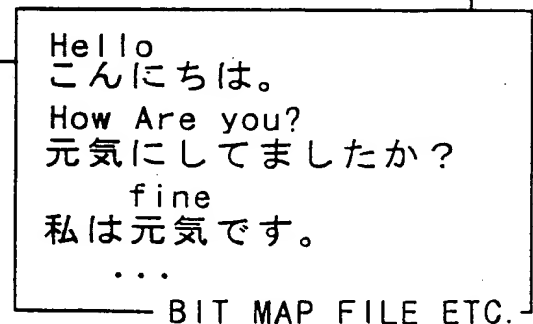 Hello
こんにちは。
How Are you?
元気にしてましたか？
fine
私は元気です。
...
BIT MAP FILE ETC.